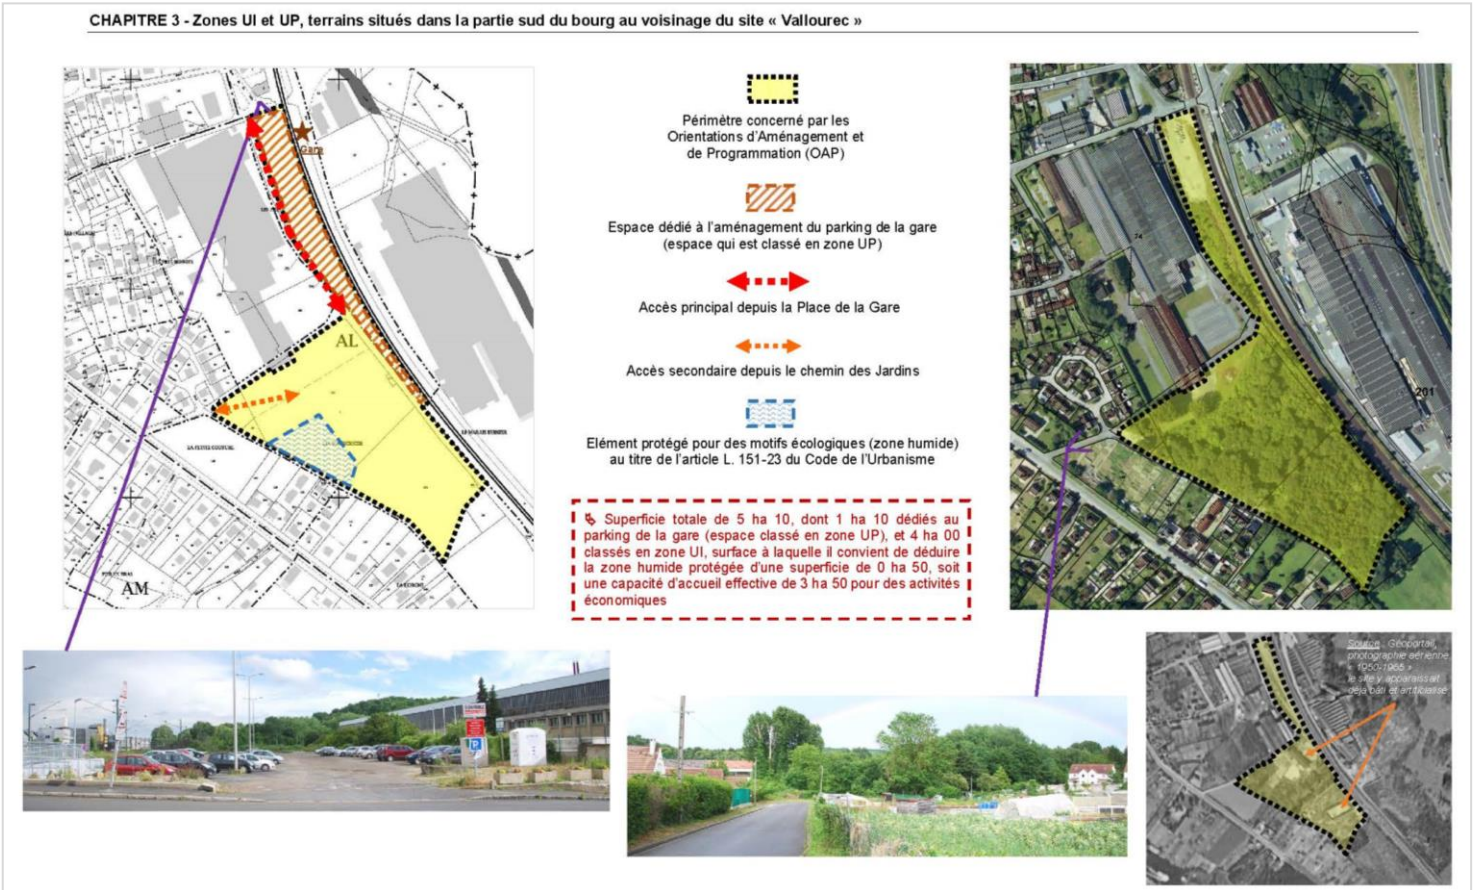 CHAPITRE 3 - Zones UI et UP, terrains situés dans la partie sud du bourg au voisinage du site « Vallourec »
Gare
AL
AM
Périmètre concerné par les
Orientations d'Aménagement et
de Programmation (OAP)
Espace dédié à l'aménagement du parking de la gare
(espace qui est classé en zone UP)
Accès principal depuis la Place de la Gare
Accès secondaire depuis le chemin des Jardins
Elément protégé pour des motifs écologiques (zone humide)
au titre de l'article L. 151-23 du Code de l'Urbanisme
Superficie totale de 5 ha 10, dont 1 ha 10 dédiés au
parking de la gare (espace classé en zone UP), et 4 ha 00
classés en zone UI, surface à laquelle il convient de déduire
la zone humide protégée d'une superficie de 0 ha 50, soit
une capacité d'accueil effective de 3 ha 50 pour des activités
économiques
74
201
Source : Géoportail,
photographie aérienne
« 1950-1965 »
le site y apparaissait
déjà bâti et artificialisé
P